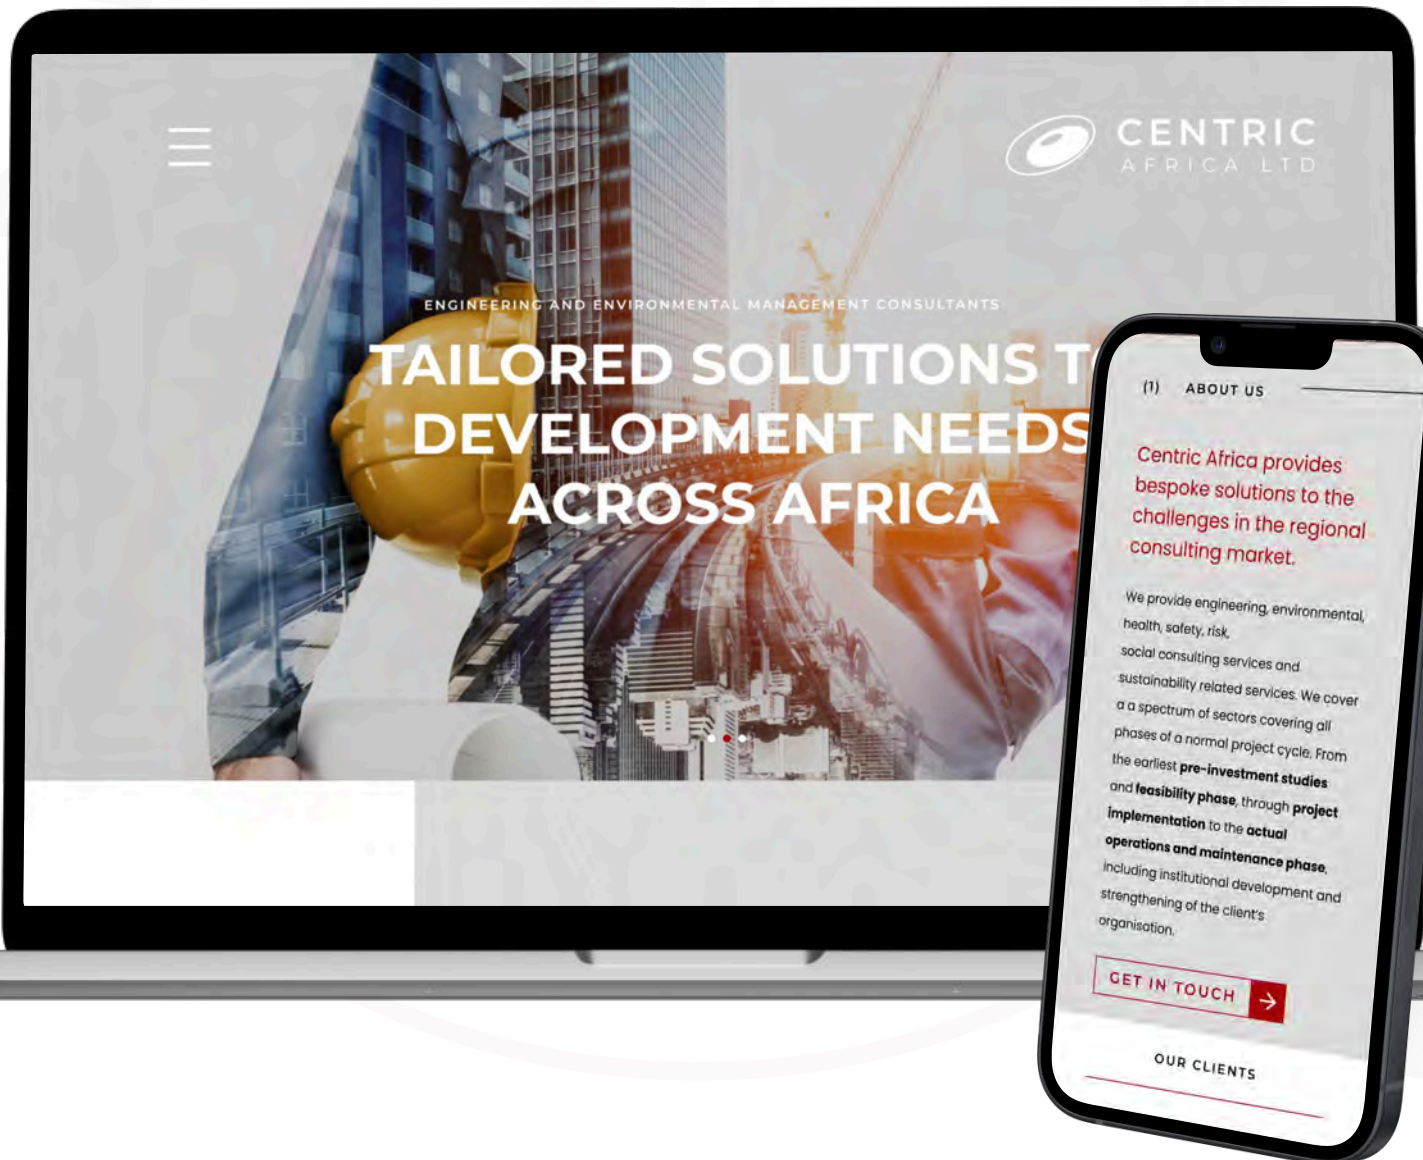 CENTRIC
AFRICA LTD
ENGINEERING AND ENVIRONMENTAL MANAGEMENT CONSULTANTS
TAILORED SOLUTIONS
DEVELOPMENT NEEDS
ACROSS AFRICA
(1) ABOUT US
Centric Africa provides
bespoke solutions to the
challenges in the regional
consulting market.
We provide engineering, environmental,
health, safety, risk,
social consulting services and
sustainability related services. We cover
a a spectrum of sectors covering all
phases of a normal project cycle. From
the earliest pre-investment studies
and feasibility phase, through project
implementation to the actual
operations and maintenance phase,
including institutional development and
strengthening of the client's
organisation.
GET IN TOUCH
OUR CLIENTS